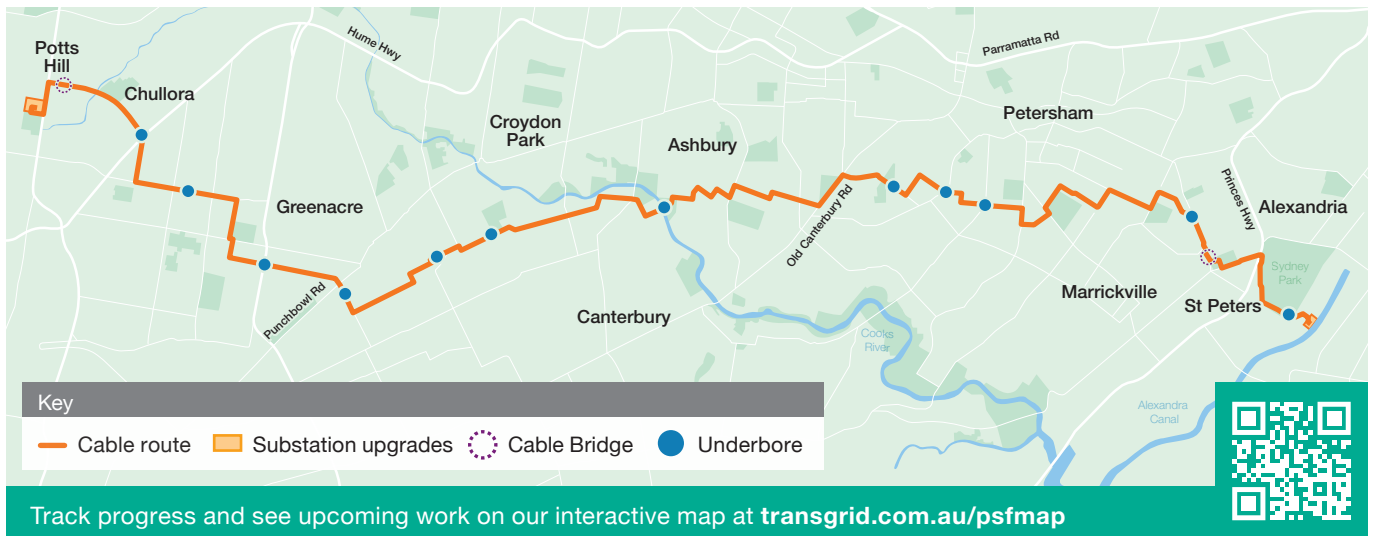 Potts
Hill
Hume Hwy
Parramatta Rd
Chullora
Croydon
Park
Petersham
Ashbury
Princes Hwy
Greenacre
Alexandria
Old Canterbury Rd
Sydney
Park
Marrickville
Punchbowl Rd
St Peters
Canterbury
Cooks
River
Key
Alexandra
Canal
Cable route
Substation upgrades
Cable Bridge
Underbore
Track progress and see upcoming work on our interactive map at transgrid.com.au/psfmap